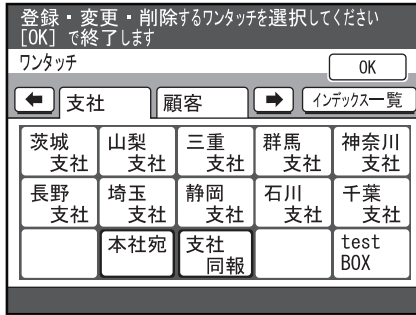 登録・変更・削除するワンタッチを選択してください
[OK] で終了します
ワンタッチ
OK
支社
顧客
インデックス一覧
茨城
支社
山梨
支社
三重
支社
群馬
支社
神奈川
支社
長野
支社
埼玉
支社
静岡
支社
石川
支社
千葉
支社
本社宛
支社
同報
test
BOX